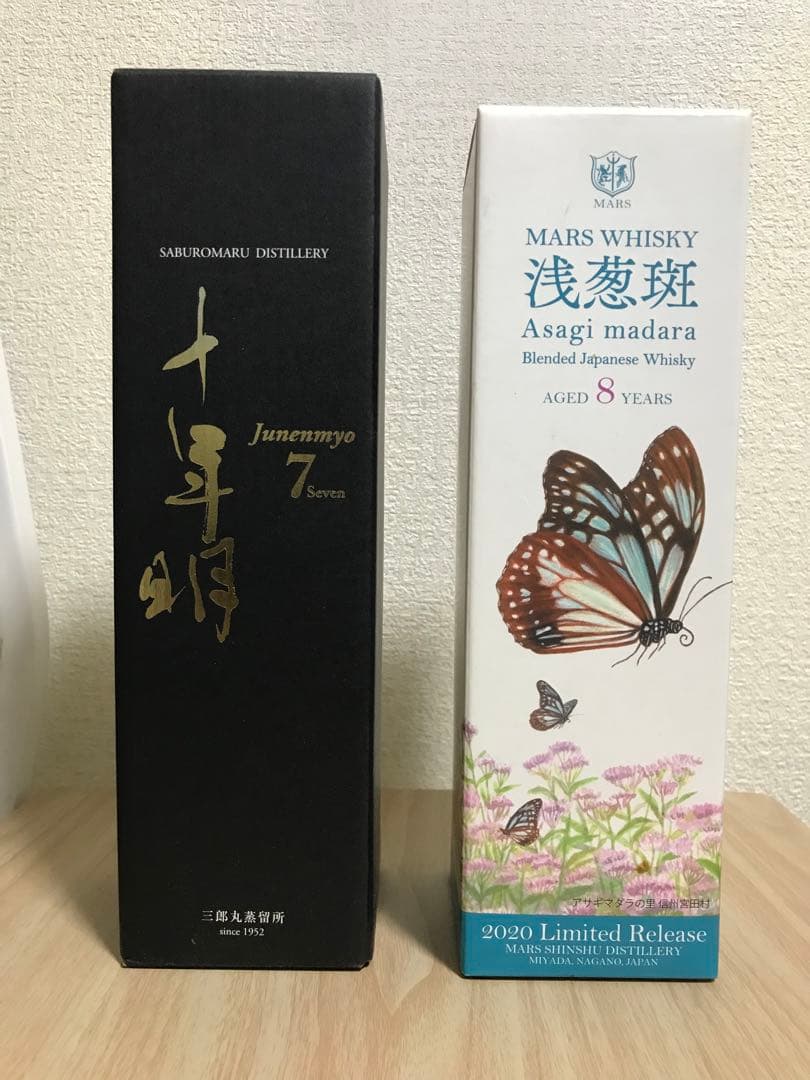 SABUROMARU DISTILLERY
十年明
Junenmyo
7 Seven
三郎丸蒸留所
since 1952
MARS
MARS WHISKY
浅葱斑
Asagi madara
Blended Japanese Whisky
AGED 8 YEARS
アサギマダラの里 信州宮田村
2020 Limited Release
MARS SHINSHU DISTILLERY
MIYADA, NAGANO, JAPAN